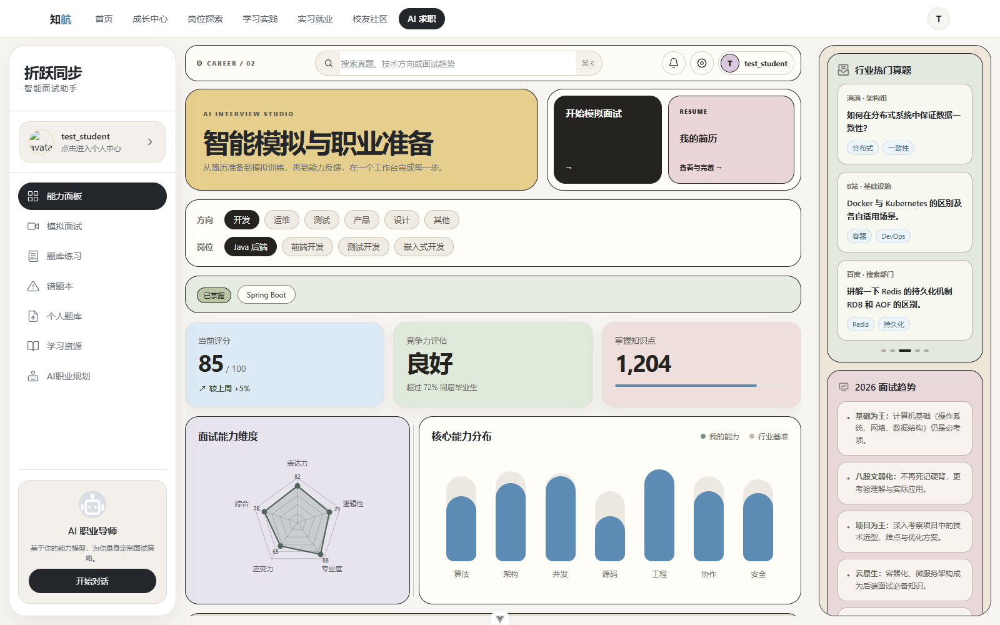 知航
首页
成长中心
岗位探索
学习实践
实习就业
校友社区
AI 求职
T
折跃同步
智能面试助手
avata
test_student
点击进入个人中心
能力面板
模拟面试
题库练习
错题本
个人题库
学习资源
AI职业规划
AI 职业导师
基于你的能力模型，为你量身定制面试策
略。
开始对话
CAREER / 02
搜索真题、技术方向或面试趋势
⌘ K
T
test_student
AI INTERVIEW STUDIO
智能模拟与职业准备
从简历准备到模拟训练，再到能力反馈，在一个工作台完成每一步。
开始模拟面试
→
RESUME
我的简历
查看与完善 →
方向
开发
运维
测试
产品
设计
其他
岗位
Java 后端
前端开发
测试开发
嵌入式开发
已掌握
Spring Boot
当前评分
85 / 100
↗ 较上周 +5%
竞争力评估
良好
超过 72% 同届毕业生
掌握知识点
1,204
面试能力维度
表达力
82
综合
78
75
逻辑性
65
88
应变力
专业度
核心能力分布
我的能力
行业基准
算法
架构
并发
源码
工程
协作
安全
行业热门真题
滴滴 · 架构组
如何在分布式系统中保证数据一
致性？
分布式
一致性
B站 · 基础设施
Docker 与 Kubernetes 的区别及
各自适用场景。
容器
DevOps
百度 · 搜索部门
讲解一下 Redis 的持久化机制
RDB 和 AOF 的区别。
Redis
持久化
2026 面试趋势
• 基础为王：计算机基础（操作系
统、网络、数据结构）仍是必考
项。
• 八股文弱化：不再死记硬背，更
考验理解与实际应用。
• 项目为王：深入考察项目中的技
术选型、难点与优化方案。
• 云原生：容器化、微服务架构成
为后端面试必备知识。